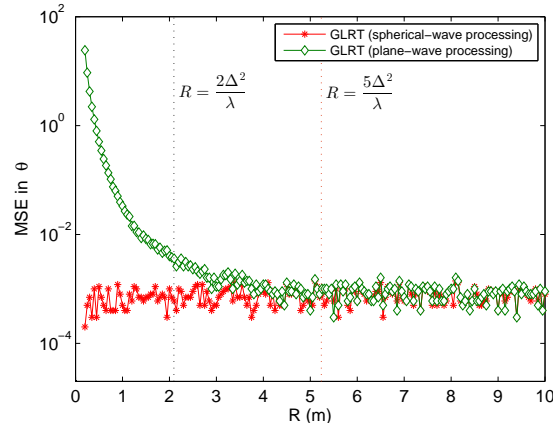 10^2
10^0
10^-2
10^-4
MSE in θ
GLRT (spherical-wave processing)
GLRT (plane-wave processing)
R = 2Δ^2/λ
R = 5Δ^2/λ
0 1 2 3 4 5 6 7 8 9 10
R (m)